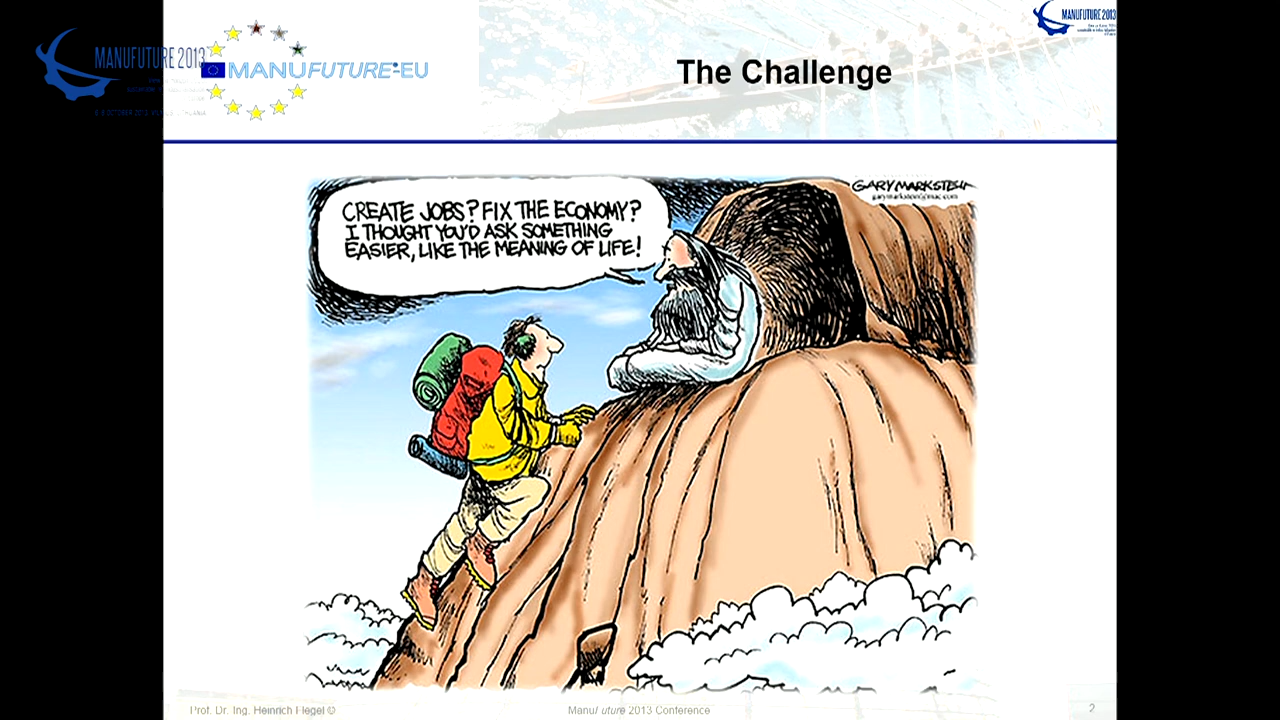 MANUFUTURE 2013
MANUFUTURE-EU
The Challenge
MANUFUTURE 2013
GARY MARKSTEIN
CREATE JOBS? FIX THE ECONOMY?
I THOUGHT YOU'D ASK SOMETHING
EASIER, LIKE THE MEANING OF LIFE!
Prof. Dr. Ing. Heinrich Flegel ©
ManuFuture 2013 Conference
2